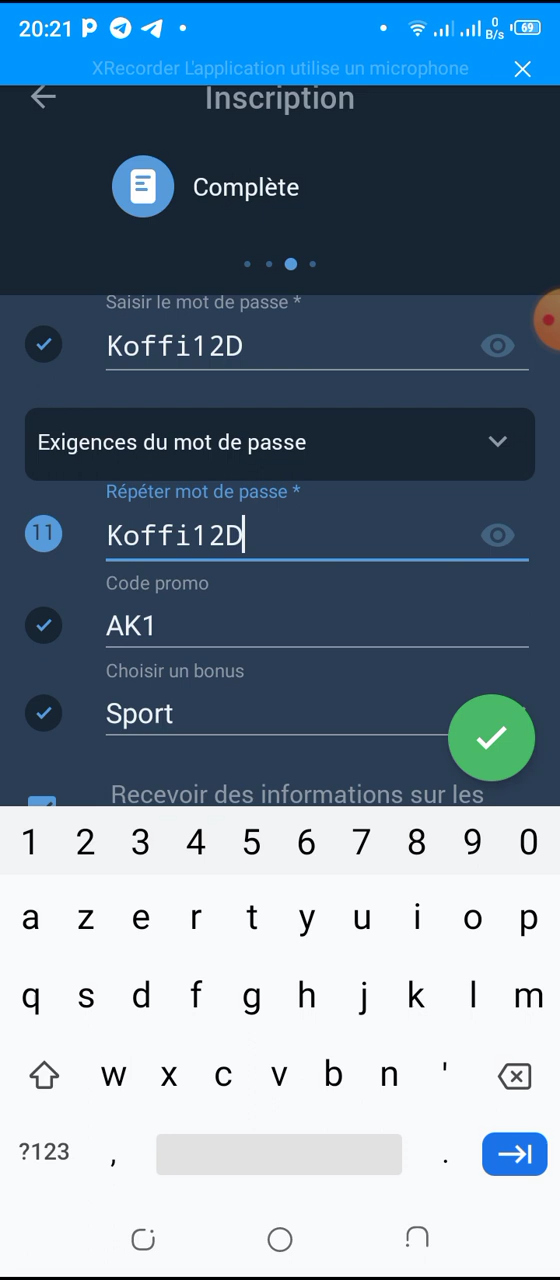 20:21
0
B/s
69
XRecorder L'application utilise un microphone
Inscription
Complète
Saisir le mot de passe *
Koffi12D
Exigences du mot de passe
Répéter mot de passe *
11
Koffi12D
Code promo
AK1
Choisir un bonus
Sport
Recevoir des informations sur les
1 2 3 4 5 6 7 8 9 0
a z e r t y u i o p
q s d f g h j k l m
w x c v b n '
?123 , .